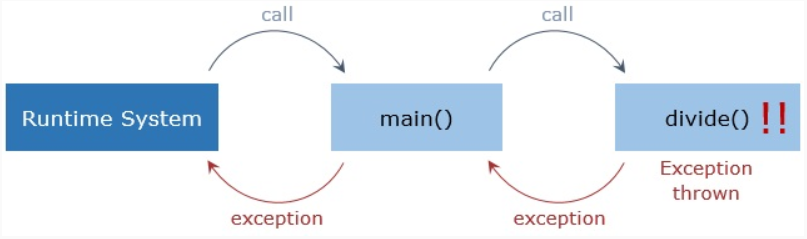 call
call
Runtime System
main()
divide() !!
Exception
thrown
exception
exception